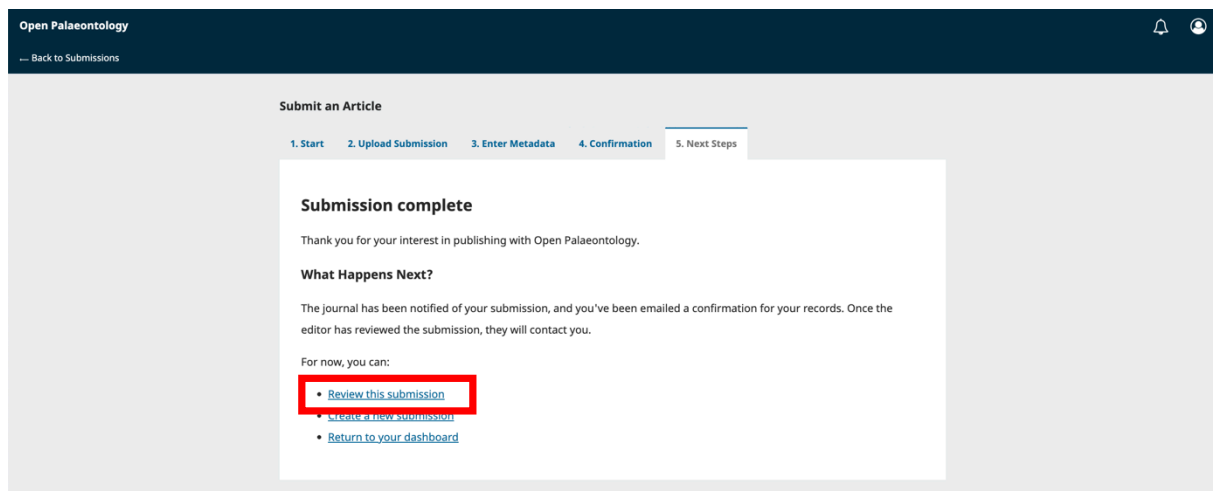 Open Palaeontology
← Back to Submissions
Submit an Article
1. Start 2. Upload Submission 3. Enter Metadata 4. Confirmation 5. Next Steps
Submission complete
Thank you for your interest in publishing with Open Palaeontology.
What Happens Next?
The journal has been notified of your submission, and you've been emailed a confirmation for your records. Once the
editor has reviewed the submission, they will contact you.
For now, you can:
• Review this submission
• Create a new submission
• Return to your dashboard